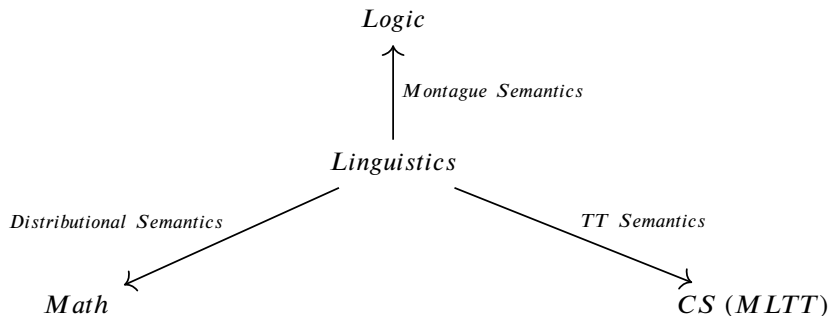 Logic
Montague Semantics
Linguistics
Distributional Semantics
TT Semantics
Math
CS (MLTT)